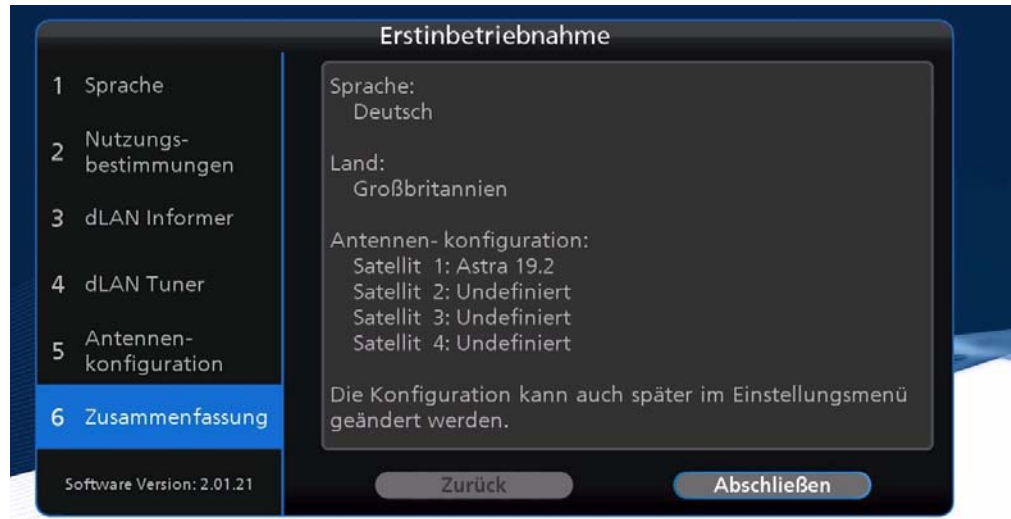 Erstinbetriebnahme
1 Sprache
2 Nutzungs-
bestimmungen
3 dLAN Informer
4 dLAN Tuner
5 Antennen-
konfiguration
6 Zusammenfassung
Software Version: 2.01.21
Sprache:
Deutsch
Land:
Großbritannien
Antennen- konfiguration:
Satellit 1: Astra 19.2
Satellit 2: Undefiniert
Satellit 3: Undefiniert
Satellit 4: Undefiniert
Die Konfiguration kann auch später im Einstellungsmenü
geändert werden.
Zurück
Abschließen